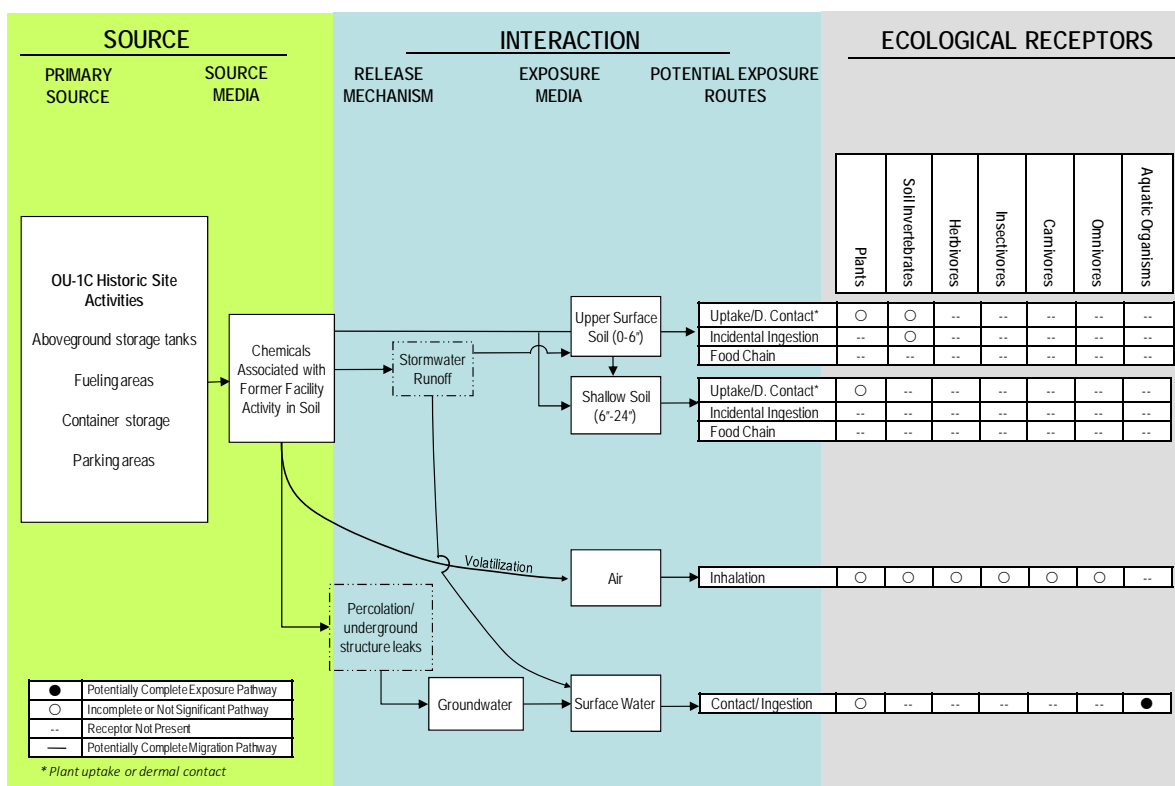 SOURCE
INTERACTION
ECOLOGICAL RECEPTORS
PRIMARY
SOURCE
SOURCE
MEDIA
RELEASE
MECHANISM
EXPOSURE
MEDIA
POTENTIAL EXPOSURE
ROUTES
Plants
Soil Invertebrates
Herbivores
Insectivores
Carnivores
Omnivores
Aquatic Organisms
OU-1C Historic Site
Activities
Aboveground storage tanks
Fueling areas
Container storage
Parking areas
Chemicals
Associated with
Former Facility
Activity in Soil
Stormwater
Runoff
Upper Surface
Soil (0-6")
Shallow Soil
(6"-24")
Uptake/D. Contact* ○ ○ -- -- -- -- --
Incidental Ingestion -- ○ -- -- -- -- --
Food Chain -- -- -- -- -- -- --
Uptake/D. Contact* ○ -- -- -- -- -- --
Incidental Ingestion -- -- -- -- -- -- --
Food Chain -- -- -- -- -- -- --
Volatilization
Air
Inhalation ○ ○ ○ ○ ○ ○ --
Percolation/
underground
structure leaks
Groundwater
Surface Water
Contact/ Ingestion ○ -- -- -- -- -- ●
● Potentially Complete Exposure Pathway
○ Incomplete or Not Significant Pathway
-- Receptor Not Present
— Potentially Complete Migration Pathway
* Plant uptake or dermal contact